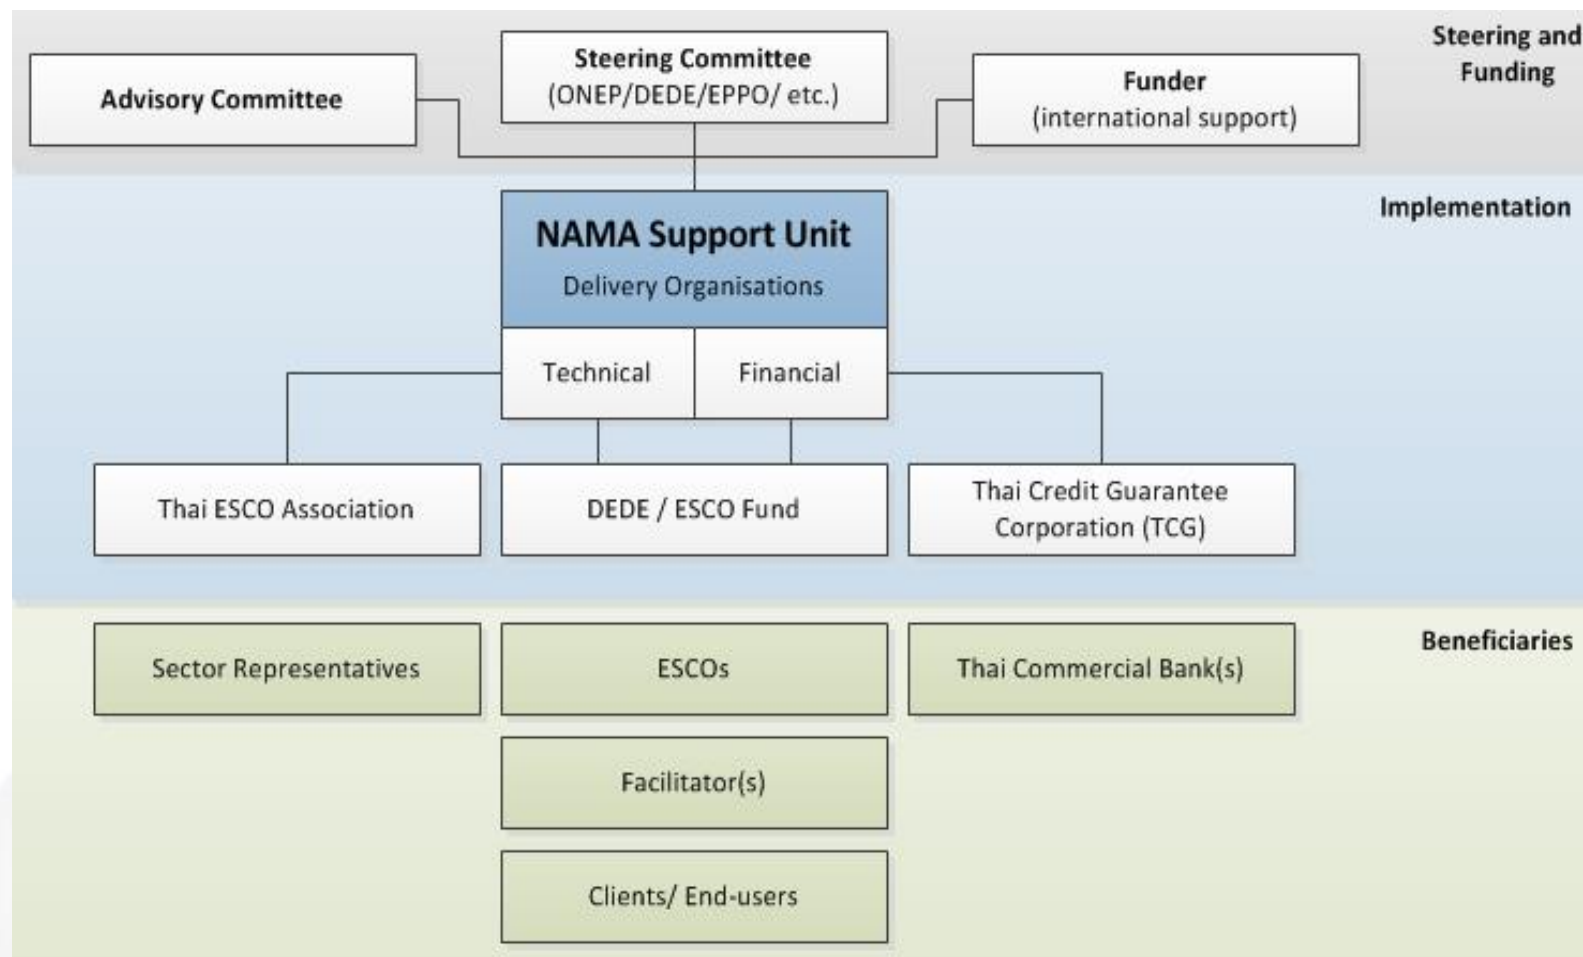 Steering and
Funding
Advisory Committee
Steering Committee
(ONEP/DEDE/EPPO/ etc.)
Funder
(international support)
Implementation
NAMA Support Unit
Delivery Organisations
Technical
Financial
Thai ESCO Association
DEDE / ESCO Fund
Thai Credit Guarantee
Corporation (TCG)
Beneficiaries
Sector Representatives
ESCOs
Thai Commercial Bank(s)
Facilitator(s)
Clients/ End-users